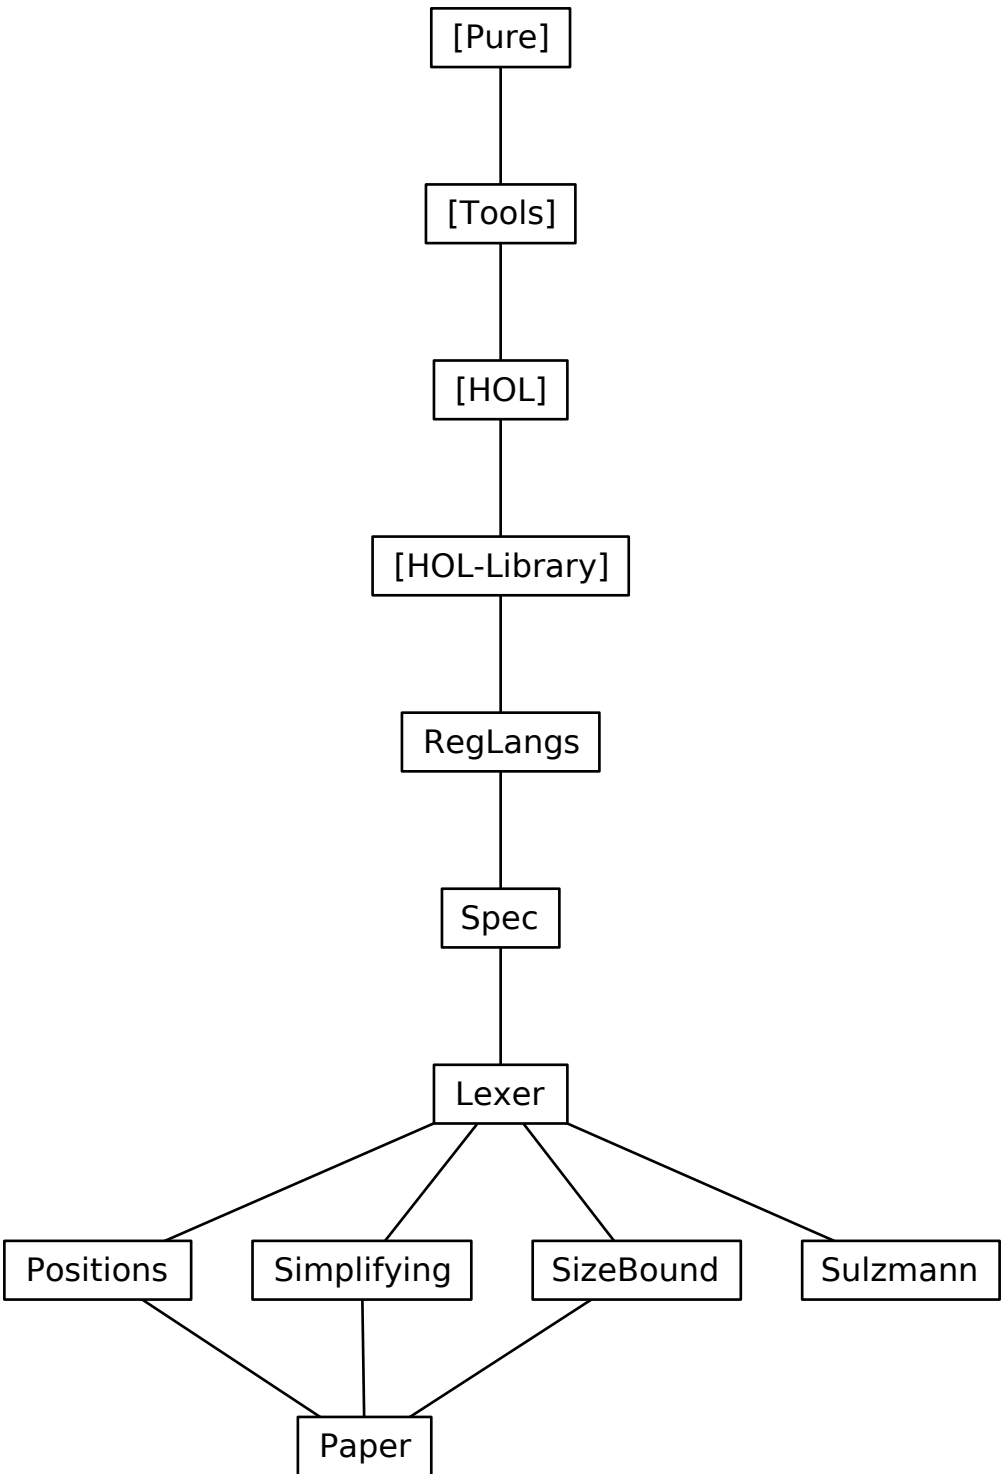 [Pure]
[Tools]
[HOL]
[HOL-Library]
RegLangs
Spec
Lexer
Positions
Simplifying
SizeBound
Sulzmann
Paper